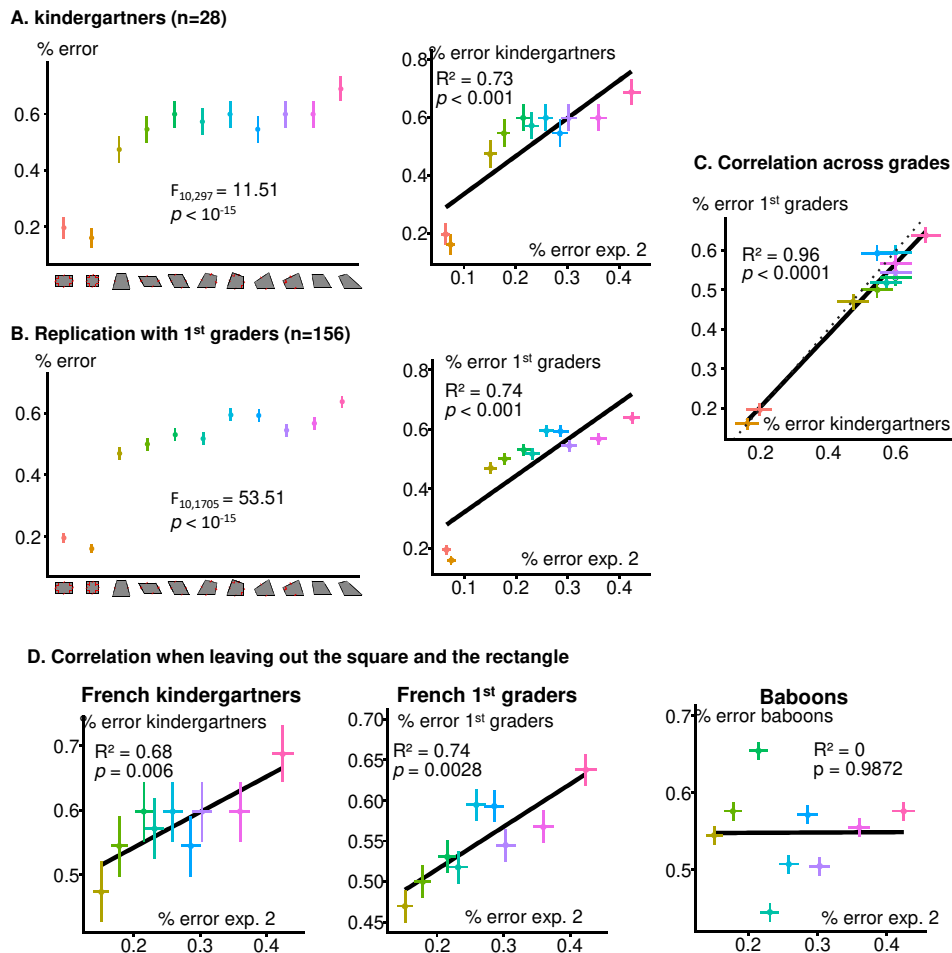 A. kindergartners (n=28)
% error
0.6
0.4
0.2
F10,297 = 11.51
p < 10-15
% error kindergartners
R² = 0.73
p < 0.001
0.8
0.6
0.4
0.2
% error exp. 2
0.1 0.2 0.3 0.4
B. Replication with 1st graders (n=156)
% error
0.6
0.4
0.2
F10,1705 = 53.51
p < 10-15
% error 1st graders
R² = 0.74
p < 0.001
0.8
0.6
0.4
0.2
% error exp. 2
0.1 0.2 0.3 0.4
C. Correlation across grades
% error 1st graders
R² = 0.96
p < 0.0001
0.6
0.5
0.4
0.3
0.2
% error kindergartners
0.2 0.4 0.6
D. Correlation when leaving out the square and the rectangle
French kindergartners
% error kindergartners
R² = 0.68
p = 0.006
0.7
0.6
0.5
% error exp. 2
0.2 0.3 0.4
French 1st graders
% error 1st graders
R² = 0.74
p = 0.0028
0.70
0.65
0.60
0.55
0.50
0.45
% error exp. 2
0.2 0.3 0.4
Baboons
% error baboons
R² = 0
p = 0.9872
0.7
0.6
0.5
% error exp. 2
0.2 0.3 0.4